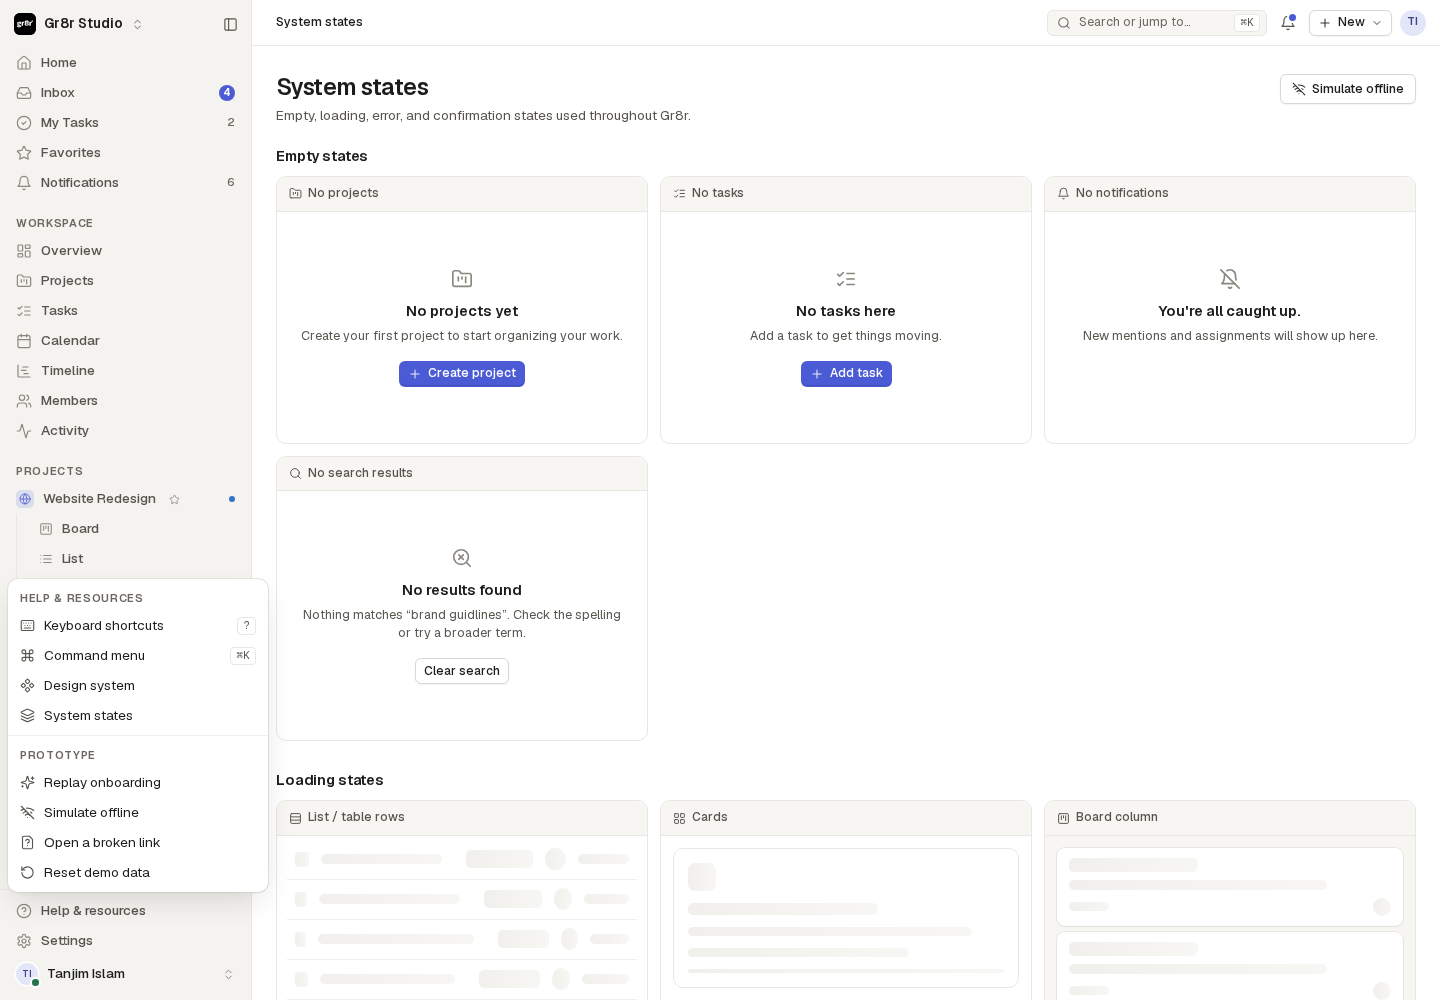 gr8r
Gr8r Studio
Home
Inbox
4
My Tasks
2
Favorites
Notifications
6
WORKSPACE
Overview
Projects
Tasks
Calendar
Timeline
Members
Activity
PROJECTS
Website Redesign
Board
List
HELP & RESOURCES
Keyboard shortcuts
?
Command menu
⌘K
Design system
System states
PROTOTYPE
Replay onboarding
Simulate offline
Open a broken link
Reset demo data
Help & resources
Settings
TI
Tanjim Islam
System states
Search or jump to...
⌘K
New
TI
System states
Empty, loading, error, and confirmation states used throughout Gr8r.
Simulate offline
Empty states
No projects
No projects yet
Create your first project to start organizing your work.
Create project
No tasks
No tasks here
Add a task to get things moving.
Add task
No notifications
You're all caught up.
New mentions and assignments will show up here.
No search results
No results found
Nothing matches “brand guidlines”. Check the spelling
or try a broader term.
Clear search
Loading states
List / table rows
Cards
Board column